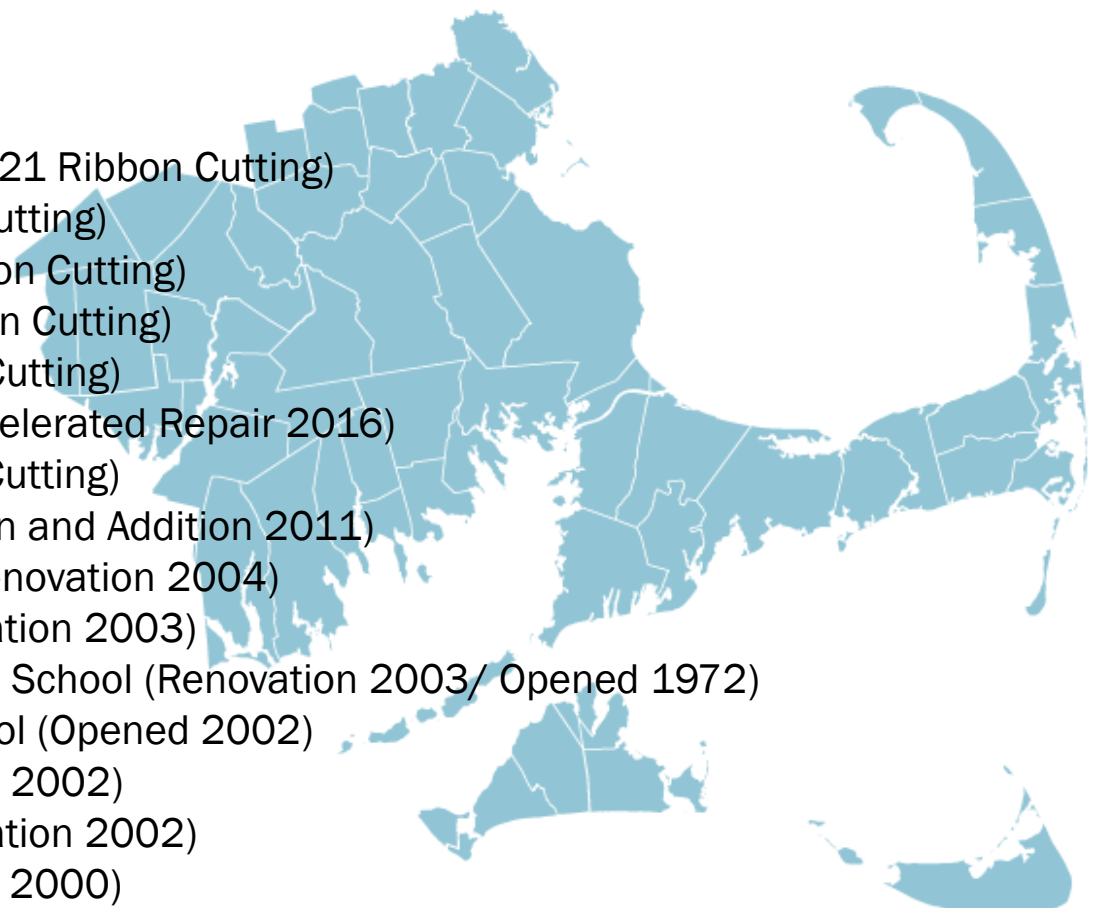 21 Ribbon Cutting)
utting)
on Cutting)
n Cutting)
Cutting)
elerated Repair 2016)
Cutting)
n and Addition 2011)
novation 2004)
ation 2003)
School (Renovation 2003/ Opened 1972)
ol (Opened 2002)
2002)
ation 2002)
2000)